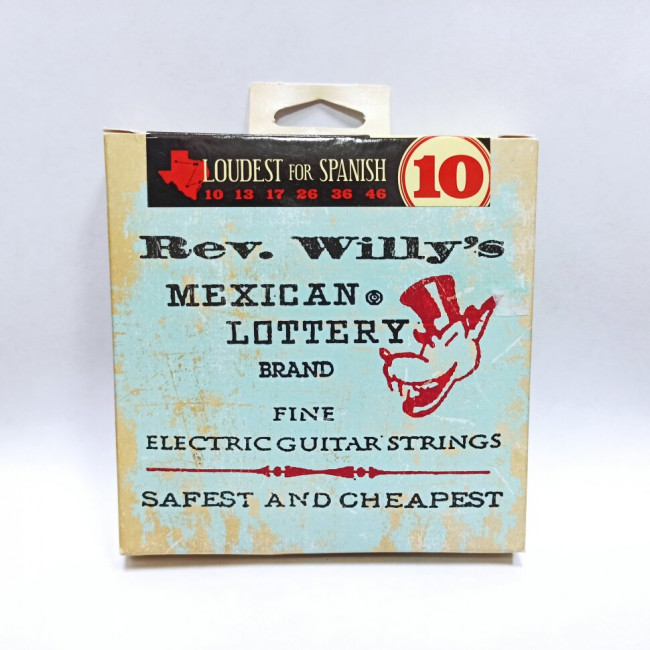 LOUDEST FOR SPANISH
10 13 17 26 36 46
10
Rev. Willy's
MEXICAN ®
LOTTERY
BRAND
FINE
ELECTRIC GUITAR STRINGS
SAFEST AND CHEAPEST